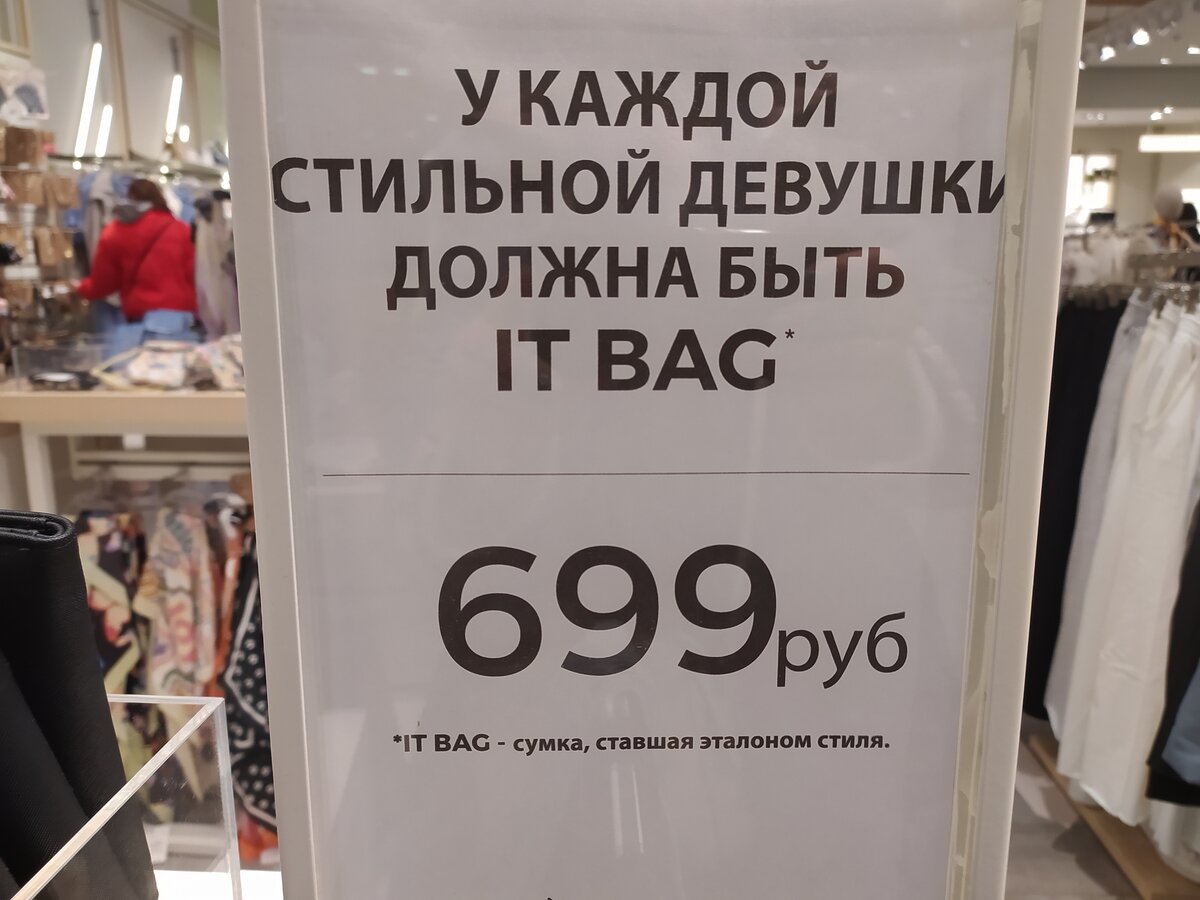 У КАЖДОЙ
СТИЛЬНОЙ ДЕВУШКИ
ДОЛЖНА БЫТЬ
IT BAG*
699руб
*IT BAG - сумка, ставшая эталоном стиля.